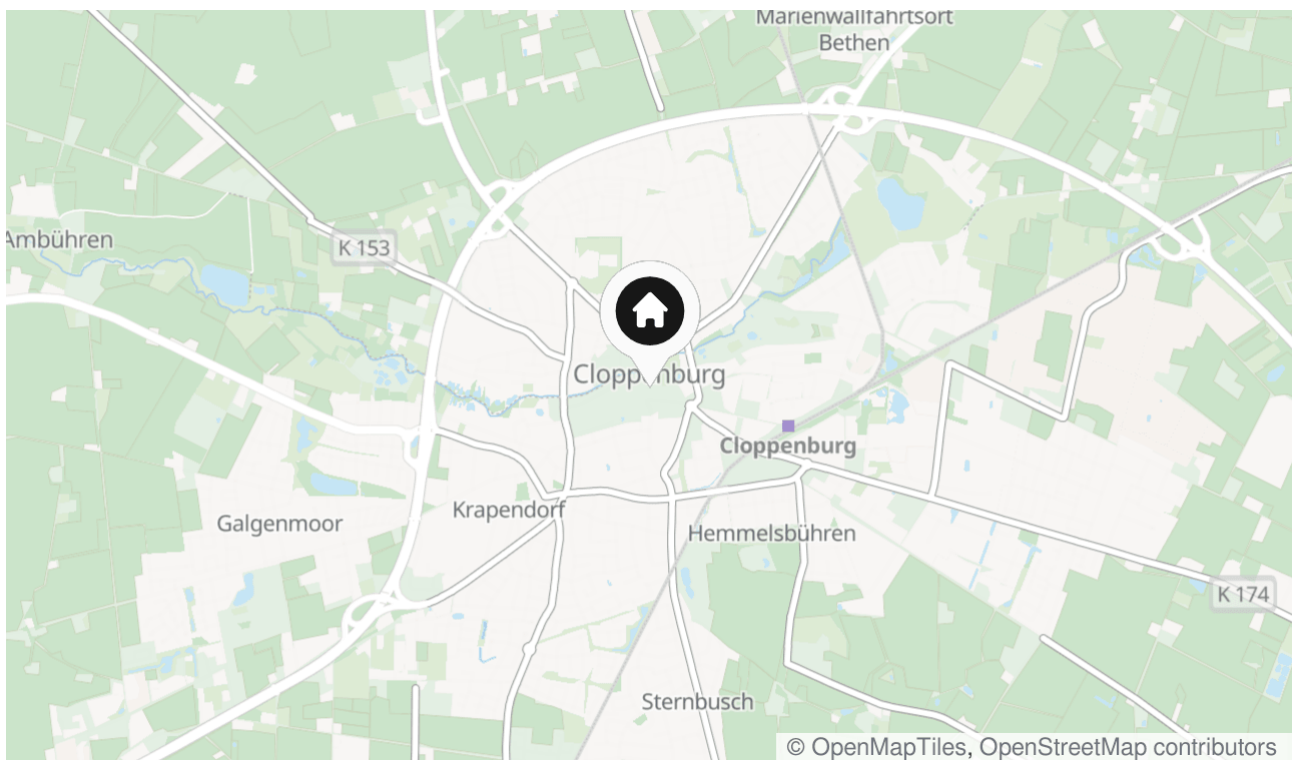 Marienwallfahrtsort
Bethen
Ambühren
K 153
Cloppenburg
Cloppenburg
Krapendorf
Galgenmoor
Hemmelsbühren
K 174
Sternbusch
© OpenMapTiles, OpenStreetMap contributors